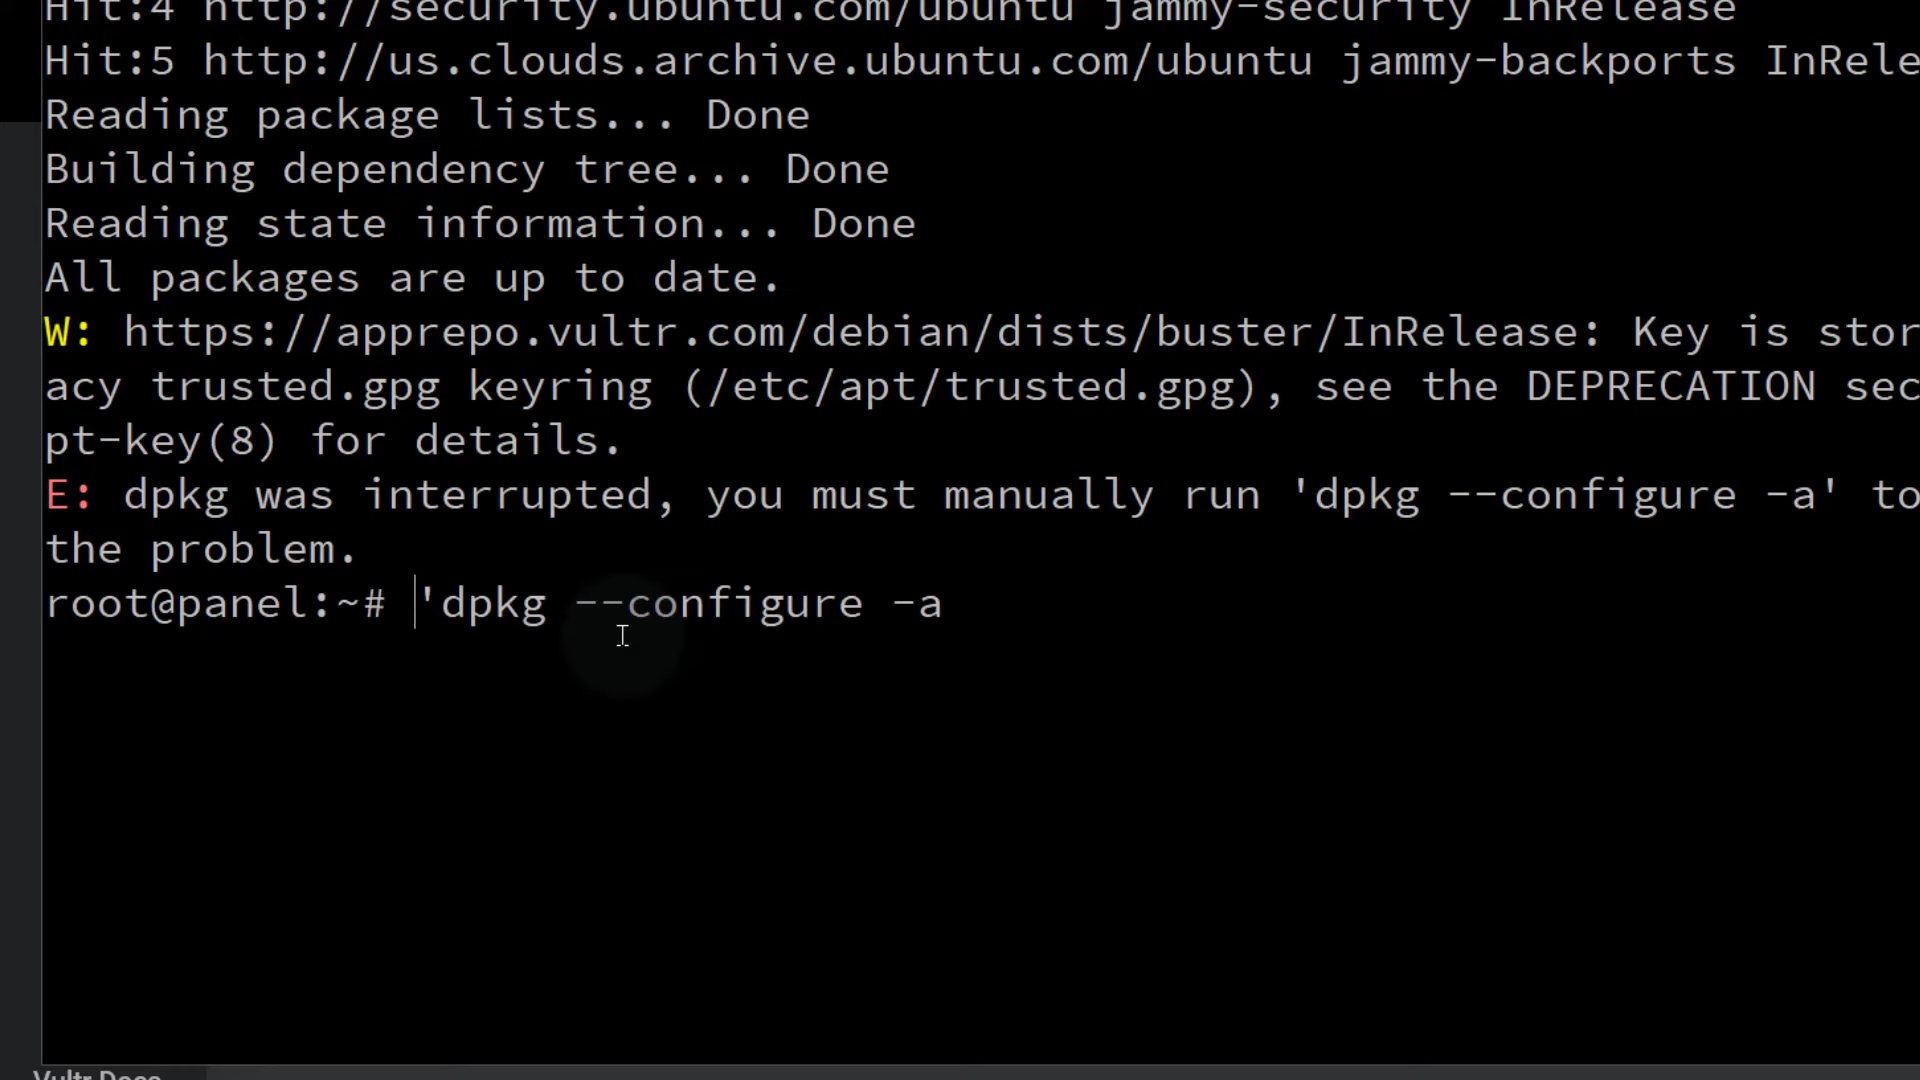 Hit:4 http://security.ubuntu.com/ubuntu jammy-security InRelease
Hit:5 http://us.clouds.archive.ubuntu.com/ubuntu jammy-backports InRele
Reading package lists... Done
Building dependency tree... Done
Reading state information... Done
All packages are up to date.
W: https://apprepo.vultr.com/debian/dists/buster/InRelease: Key is stor
acy trusted.gpg keyring (/etc/apt/trusted.gpg), see the DEPRECATION sec
pt-key(8) for details.
E: dpkg was interrupted, you must manually run 'dpkg --configure -a' to
the problem.
root@panel:~# 'dpkg --configure -a
Vultr Docs